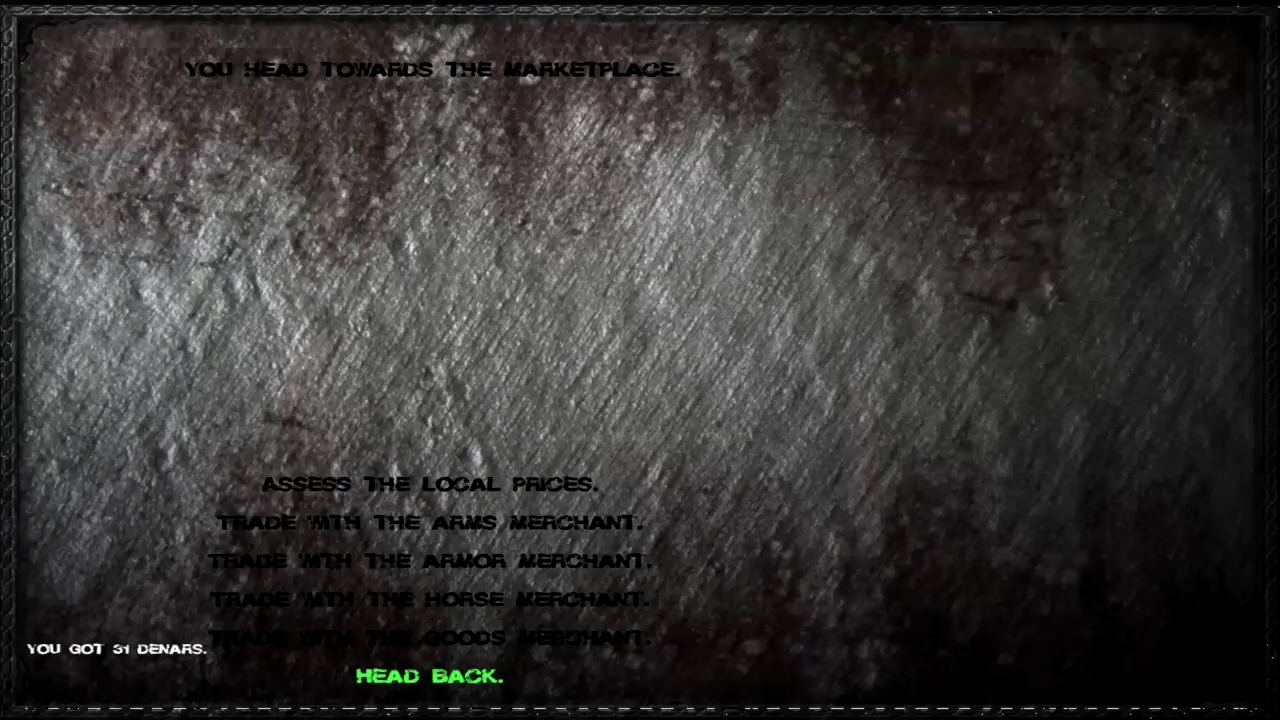 YOU HEAD TOWARDS THE MARKETPLACE.
ASSESS THE LOCAL PRICES.
TRADE WITH THE ARMS MERCHANT.
TRADE WITH THE ARMOR MERCHANT.
TRADE WITH THE HORSE MERCHANT.
TRADE WITH THE GOODS MERCHANT.
YOU GOT 31 DENARS.
HEAD BACK.